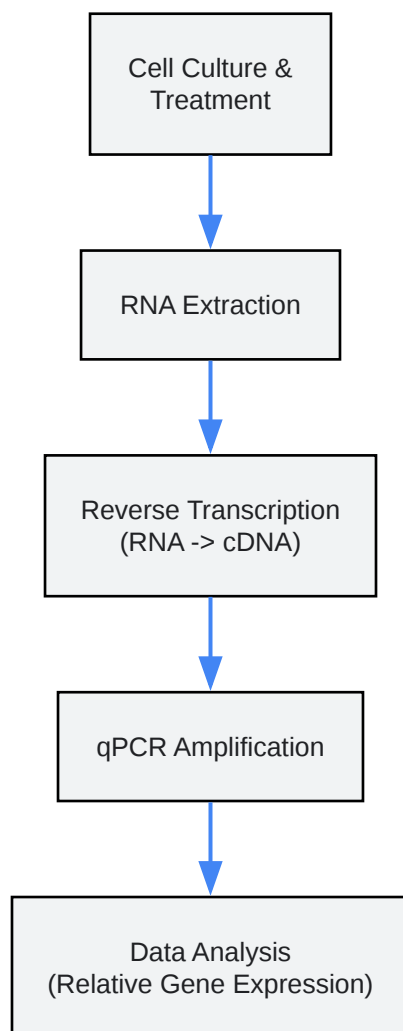 Cell Culture &
Treatment
RNA Extraction
Reverse Transcription
(RNA -> cDNA)
qPCR Amplification
Data Analysis
(Relative Gene Expression)